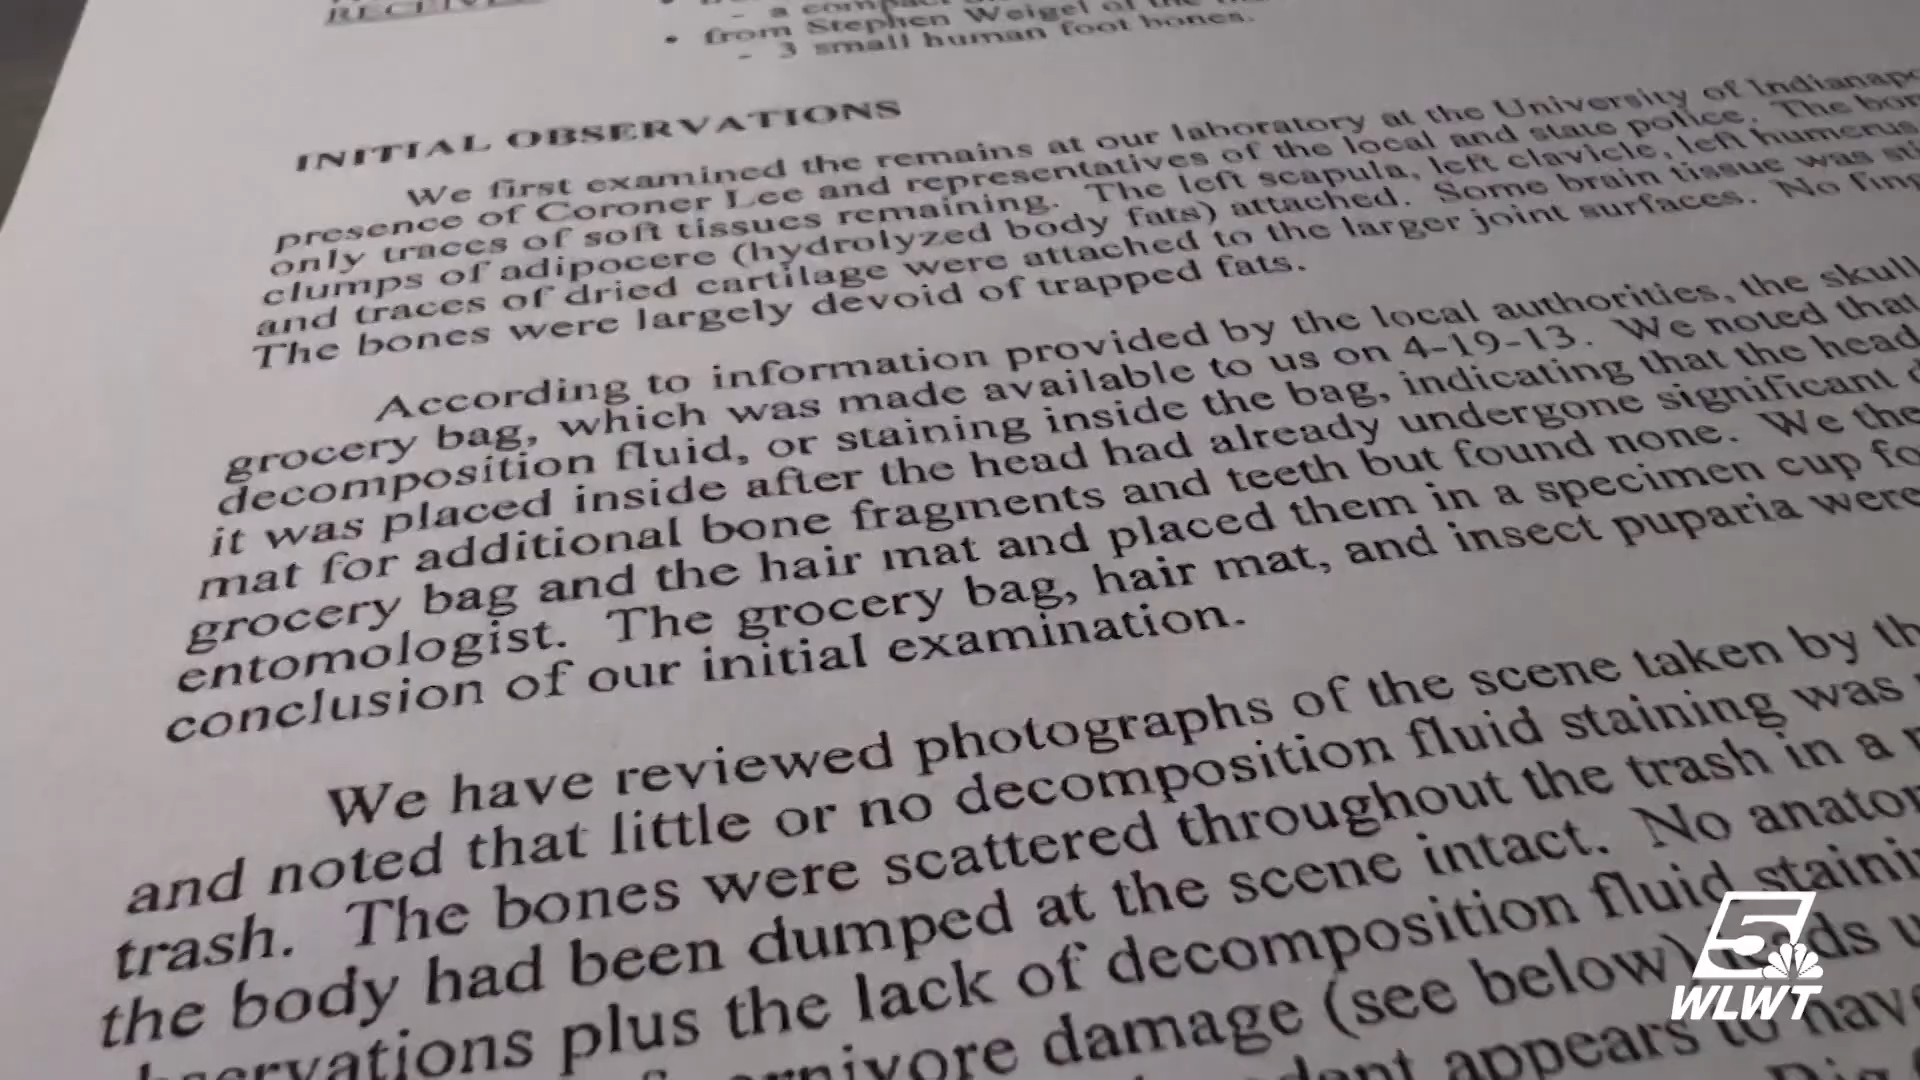 RECEIVED
- a compact
• from Stephen Weigel of the
- 3 small human foot bones.
INITIAL OBSERVATIONS
We first examined the remains at our laboratory at the University of Indianapo
presence of Coroner Lee and representatives of the local and state police. The bon
only traces of soft tissues remaining. The left scapula, left clavicle, left humerus
clumps of adipocere (hydrolyzed body fats) attached. Some brain tissue was sti
and traces of dried cartilage were attached to the larger joint surfaces. No fing
The bones were largely devoid of trapped fats.
According to information provided by the local authorities, the skull
grocery bag, which was made available to us on 4-19-13. We noted that
decomposition fluid, or staining inside the bag, indicating that the head
it was placed inside after the head had already undergone significant d
mat for additional bone fragments and teeth but found none. We the
grocery bag and the hair mat and placed them in a specimen cup fo
entomologist. The grocery bag, hair mat, and insect puparia were
conclusion of our initial examination.
We have reviewed photographs of the scene taken by th
and noted that little or no decomposition fluid staining was
trash. The bones were scattered throughout the trash in a
the body had been dumped at the scene intact. No anator
observations plus the lack of decomposition fluid staini
carnivore damage (see below) leads u
appears to have
5
WLWT